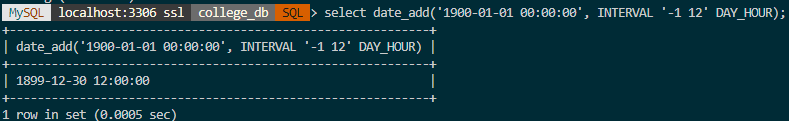 MySQL localhost:3306 ssl college_db SQL > select date_add('1900-01-01 00:00:00', INTERVAL '-1 12' DAY_HOUR);
+---------------------------------------------------------+
| date_add('1900-01-01 00:00:00', INTERVAL '-1 12' DAY_HOUR) |
+---------------------------------------------------------+
| 1899-12-30 12:00:00 |
+---------------------------------------------------------+
1 row in set (0.0005 sec)